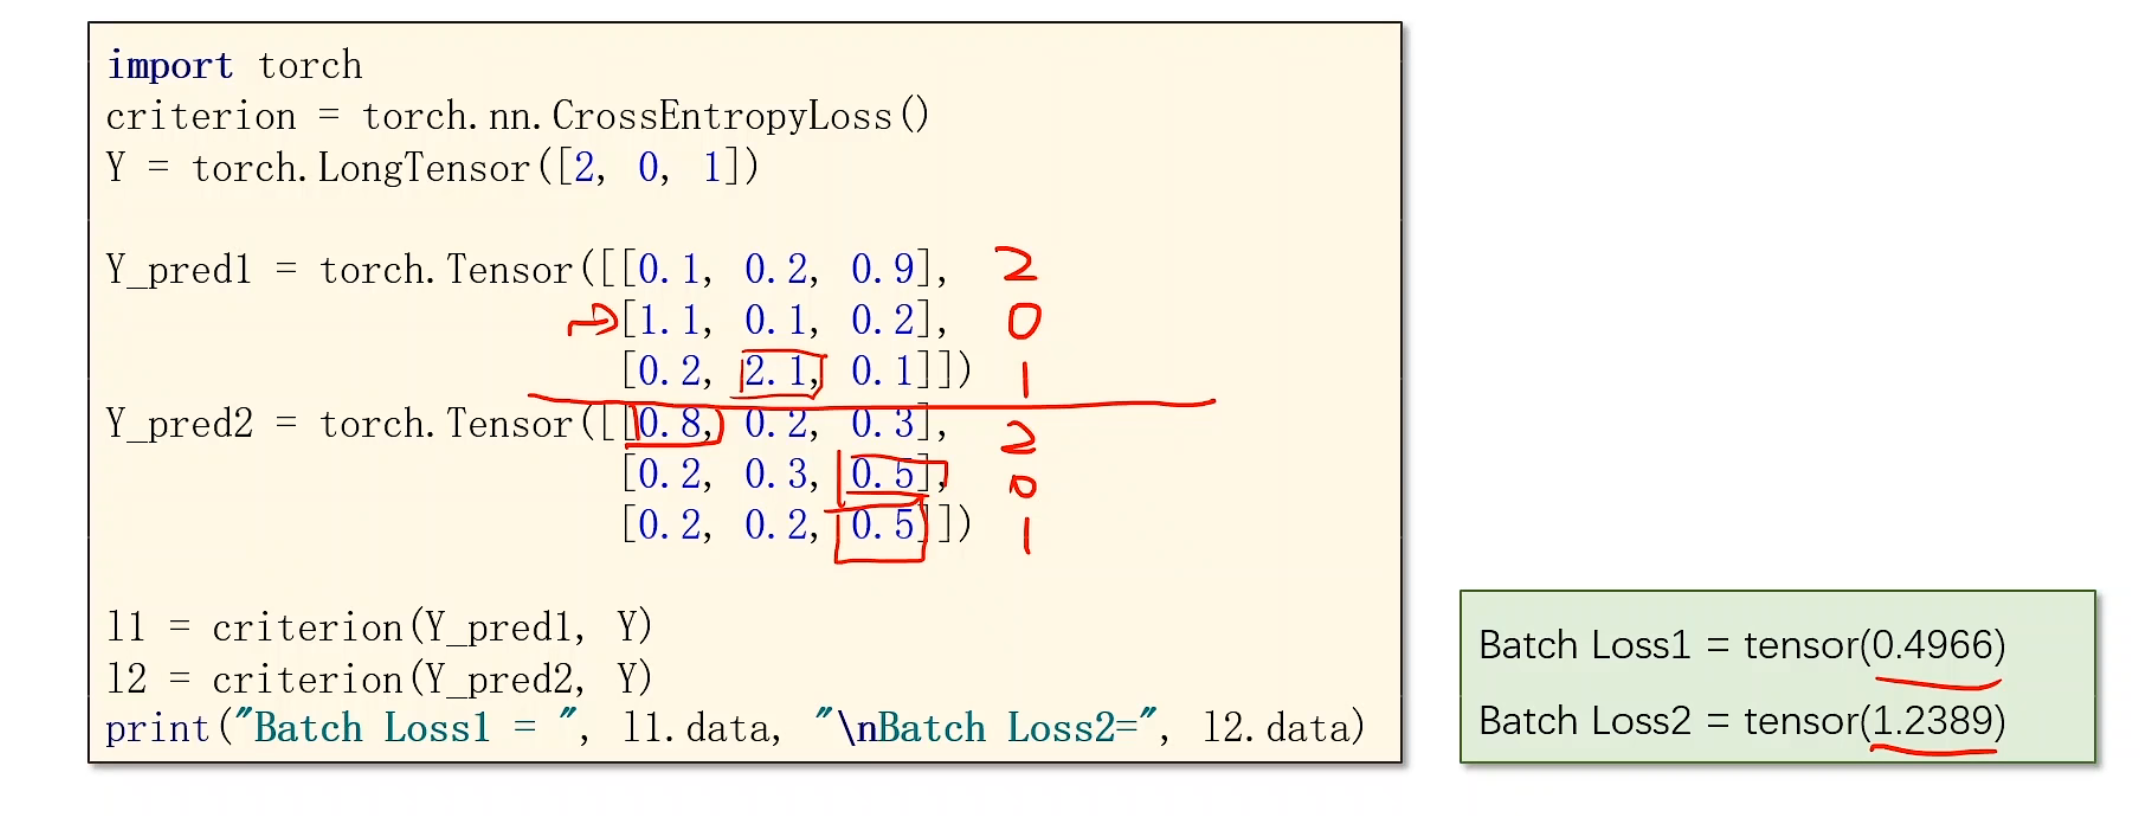 import torch
criterion = torch.nn.CrossEntropyLoss()
Y = torch.LongTensor([2, 0, 1])
Y_pred1 = torch.Tensor([[0.1, 0.2, 0.9], 2
[1.1, 0.1, 0.2], 0
[0.2, 2.1, 0.1]]) 1
Y_pred2 = torch.Tensor([[0.8, 0.2, 0.3], 2
[0.2, 0.3, 0.5], 0
[0.2, 0.2, 0.5]]) 1
l1 = criterion(Y_pred1, Y)
l2 = criterion(Y_pred2, Y)
print("Batch Loss1 = ", l1.data, "\nBatch Loss2=", l2.data)
Batch Loss1 = tensor(0.4966)
Batch Loss2 = tensor(1.2389)